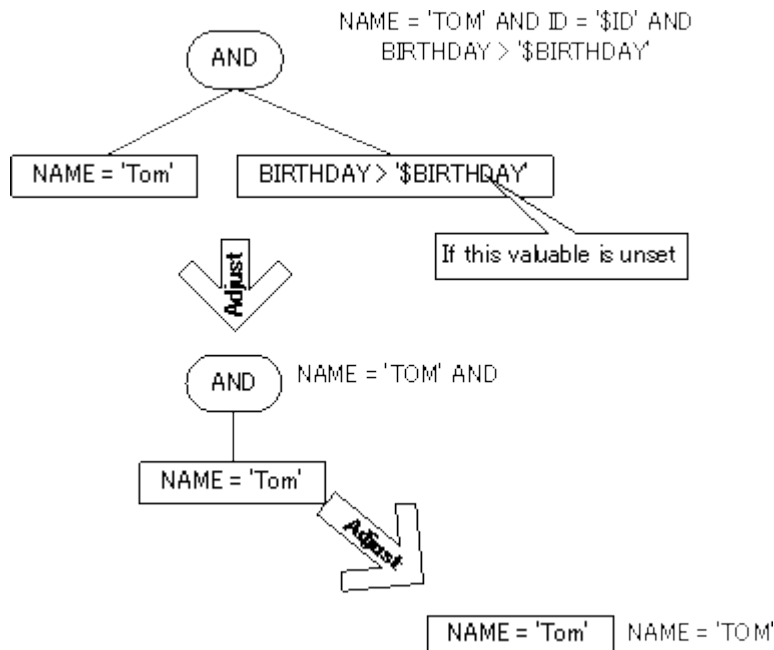 NAME = 'TOM' AND ID = '$ID' AND
BIRTHDAY > '$BIRTHDAY'
AND
NAME = 'Tom'
BIRTHDAY > '$BIRTHDAY'
If this valuable is unset
Adjust
AND
NAME = 'TOM' AND
NAME = 'Tom'
Adjust
NAME = 'Tom'
NAME = 'TOM'